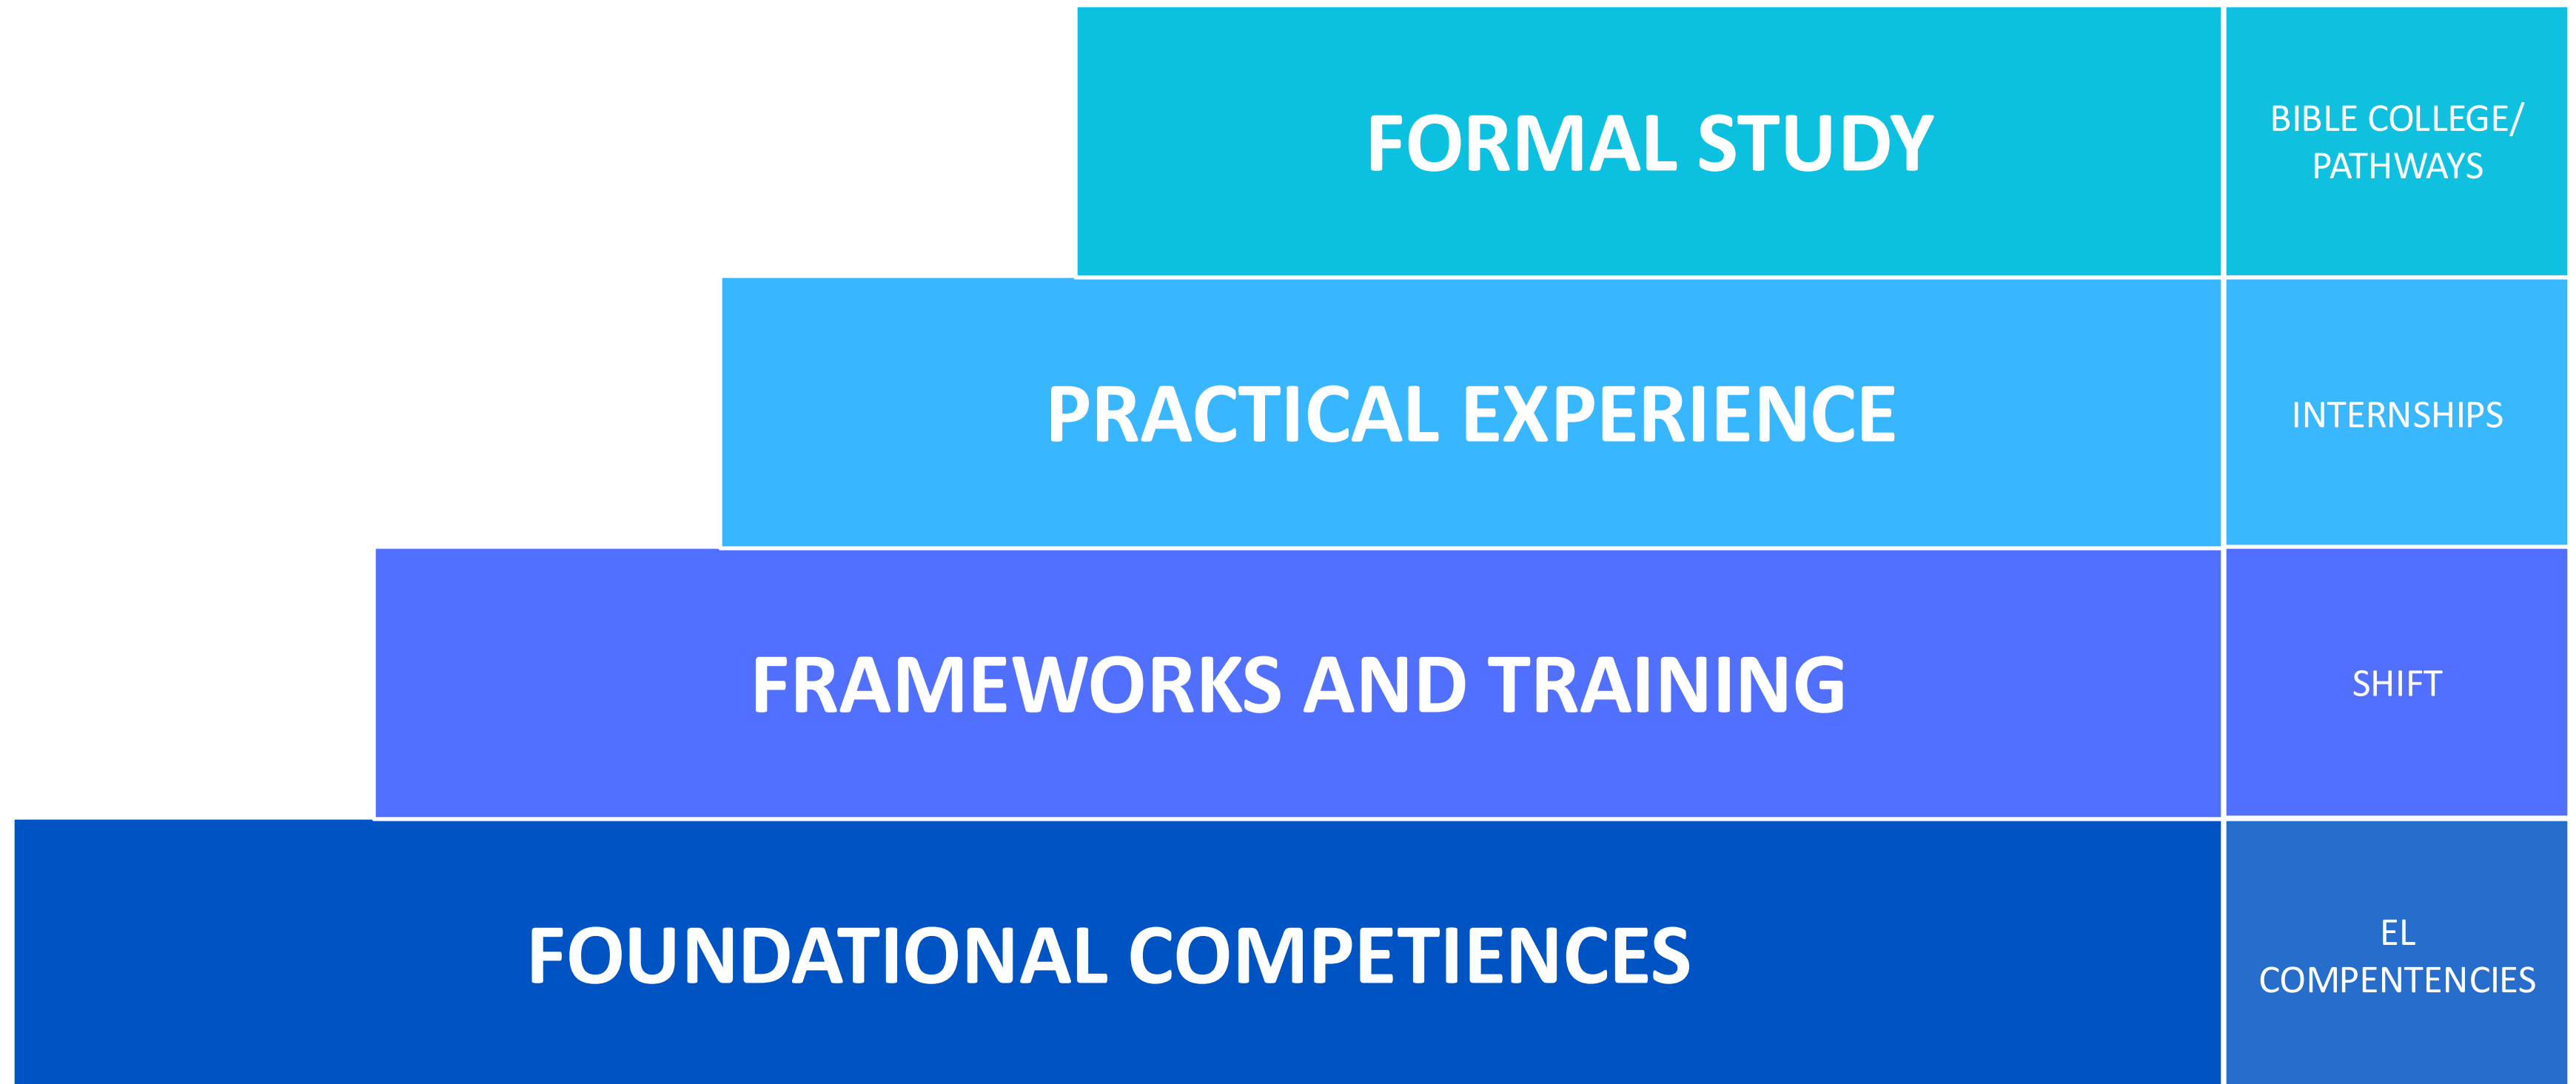 FORMAL STUDY
BIBLE COLLEGE/
PATHWAYS
PRACTICAL EXPERIENCE
INTERNSHIPS
FRAMEWORKS AND TRAINING
SHIFT
FOUNDATIONAL COMPETIENCES
EL
COMPENTENCIES